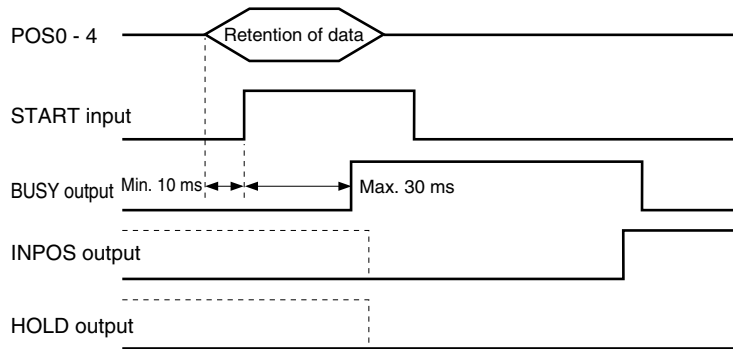 POS0 - 4
Retention of data
START input
BUSY output
Min. 10 ms
Max. 30 ms
INPOS output
HOLD output